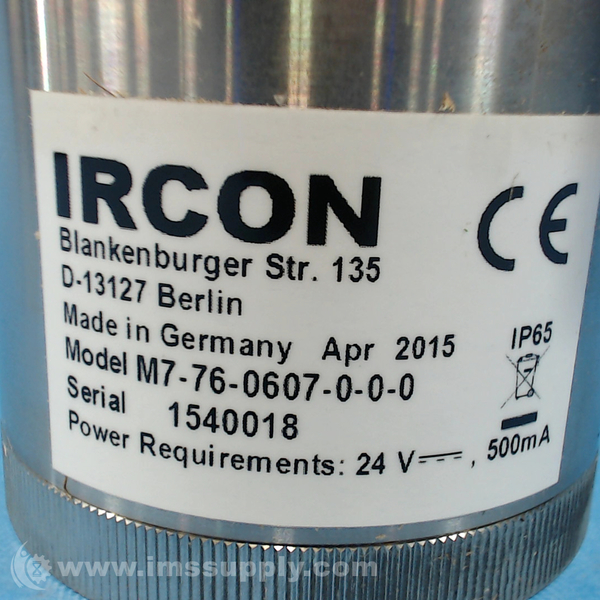 IRCON
CE
Blankenburger Str. 135
D-13127 Berlin
Made in Germany Apr 2015
IP65
Model M7-76-0607-0-0-0
Serial 1540018
Power Requirements: 24 V⎓, 500mA
www.imssupply.com